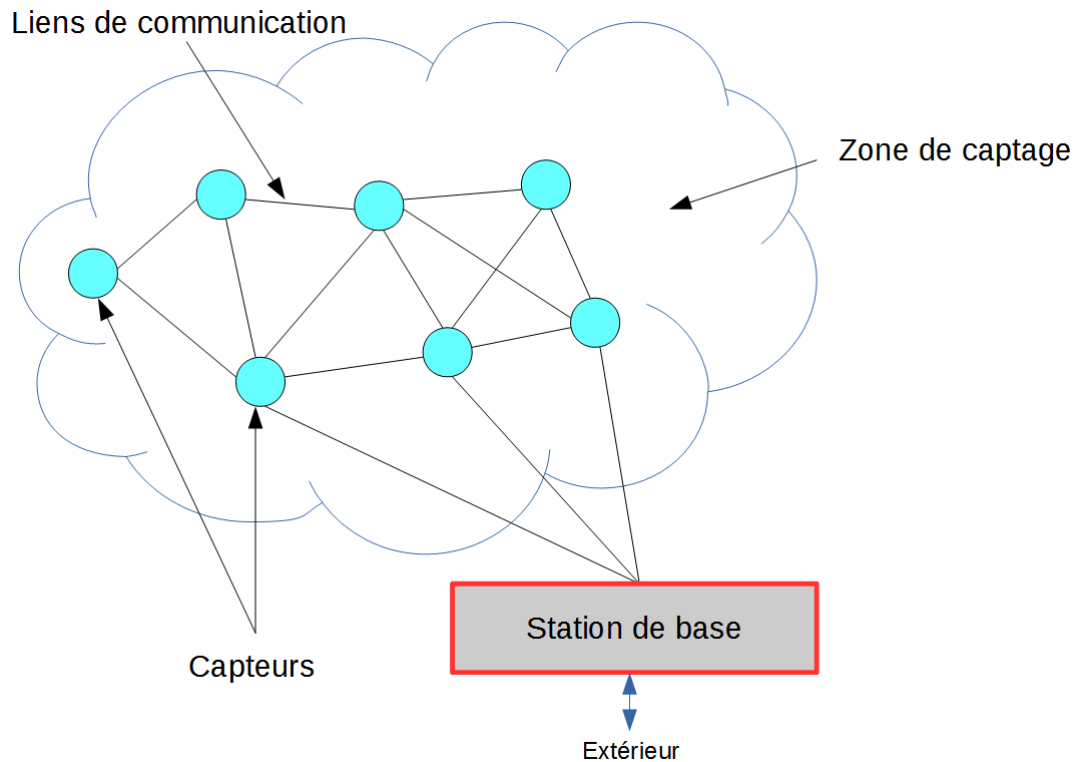 Liens de communication
Zone de captage
Capteurs
Station de base
Extérieur